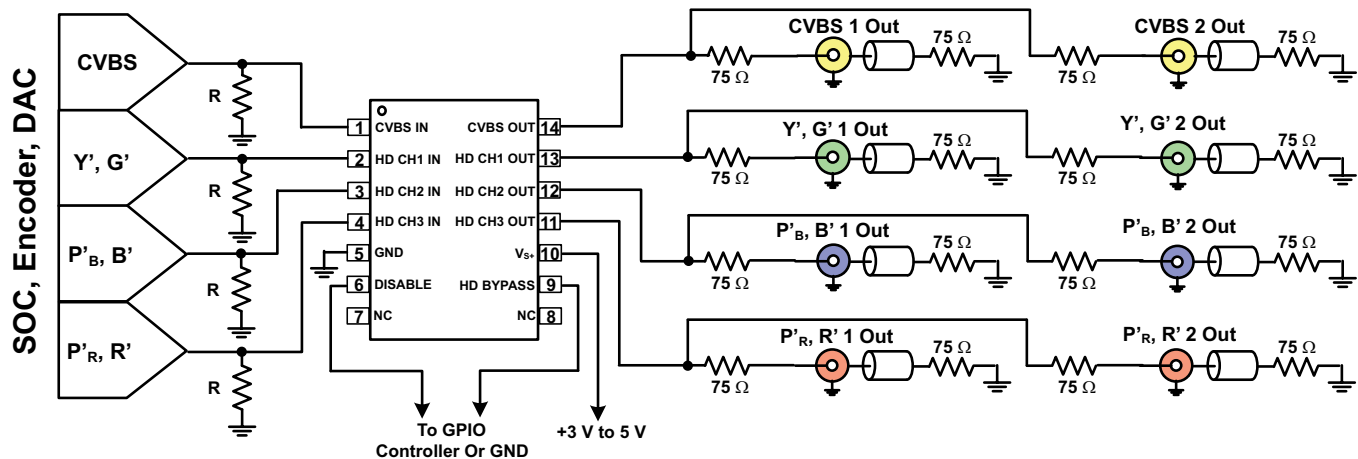 SOC, Encoder, DAC
CVBS
Y’, G’
P’B, B’
P’R, R’
R
R
R
R
1 CVBS IN
2 HD CH1 IN
3 HD CH2 IN
4 HD CH3 IN
5 GND
6 DISABLE
7 NC
CVBS OUT 14
HD CH1 OUT 13
HD CH2 OUT 12
HD CH3 OUT 11
VS+ 10
HD BYPASS 9
NC 8
To GPIO
Controller Or GND
+3 V to 5 V
CVBS 1 Out
75 Ω
75 Ω
CVBS 2 Out
75 Ω
75 Ω
Y’, G’ 1 Out
75 Ω
75 Ω
Y’, G’ 2 Out
75 Ω
75 Ω
P’B, B’ 1 Out
75 Ω
75 Ω
P’B, B’ 2 Out
75 Ω
75 Ω
P’R, R’ 1 Out
75 Ω
75 Ω
P’R, R’ 2 Out
75 Ω
75 Ω